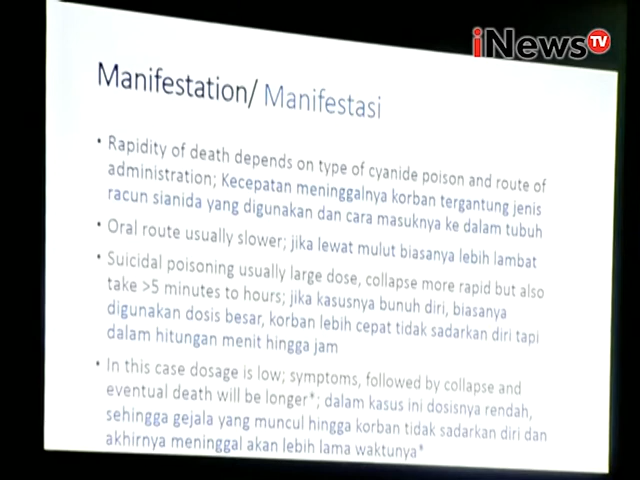 iNews TV
Manifestation/ Manifestasi
• Rapidity of death depends on type of cyanide poison and route of
administration; Kecepatan meninggalnya korban tergantung jenis
racun sianida yang digunakan dan cara masuknya ke dalam tubuh
• Oral route usually slower; jika lewat mulut biasanya lebih lambat
• Suicidal poisoning usually large dose, collapse more rapid but also
take >5 minutes to hours; jika kasusnya bunuh diri, biasanya
digunakan dosis besar, korban lebih cepat tidak sadarkan diri tapi
dalam hitungan menit hingga jam
• In this case dosage is low; symptoms, followed by collapse and
eventual death will be longer*; dalam kasus ini dosisnya rendah,
sehingga gejala yang muncul hingga korban tidak sadarkan diri dan
akhirnya meninggal akan lebih lama waktunya*